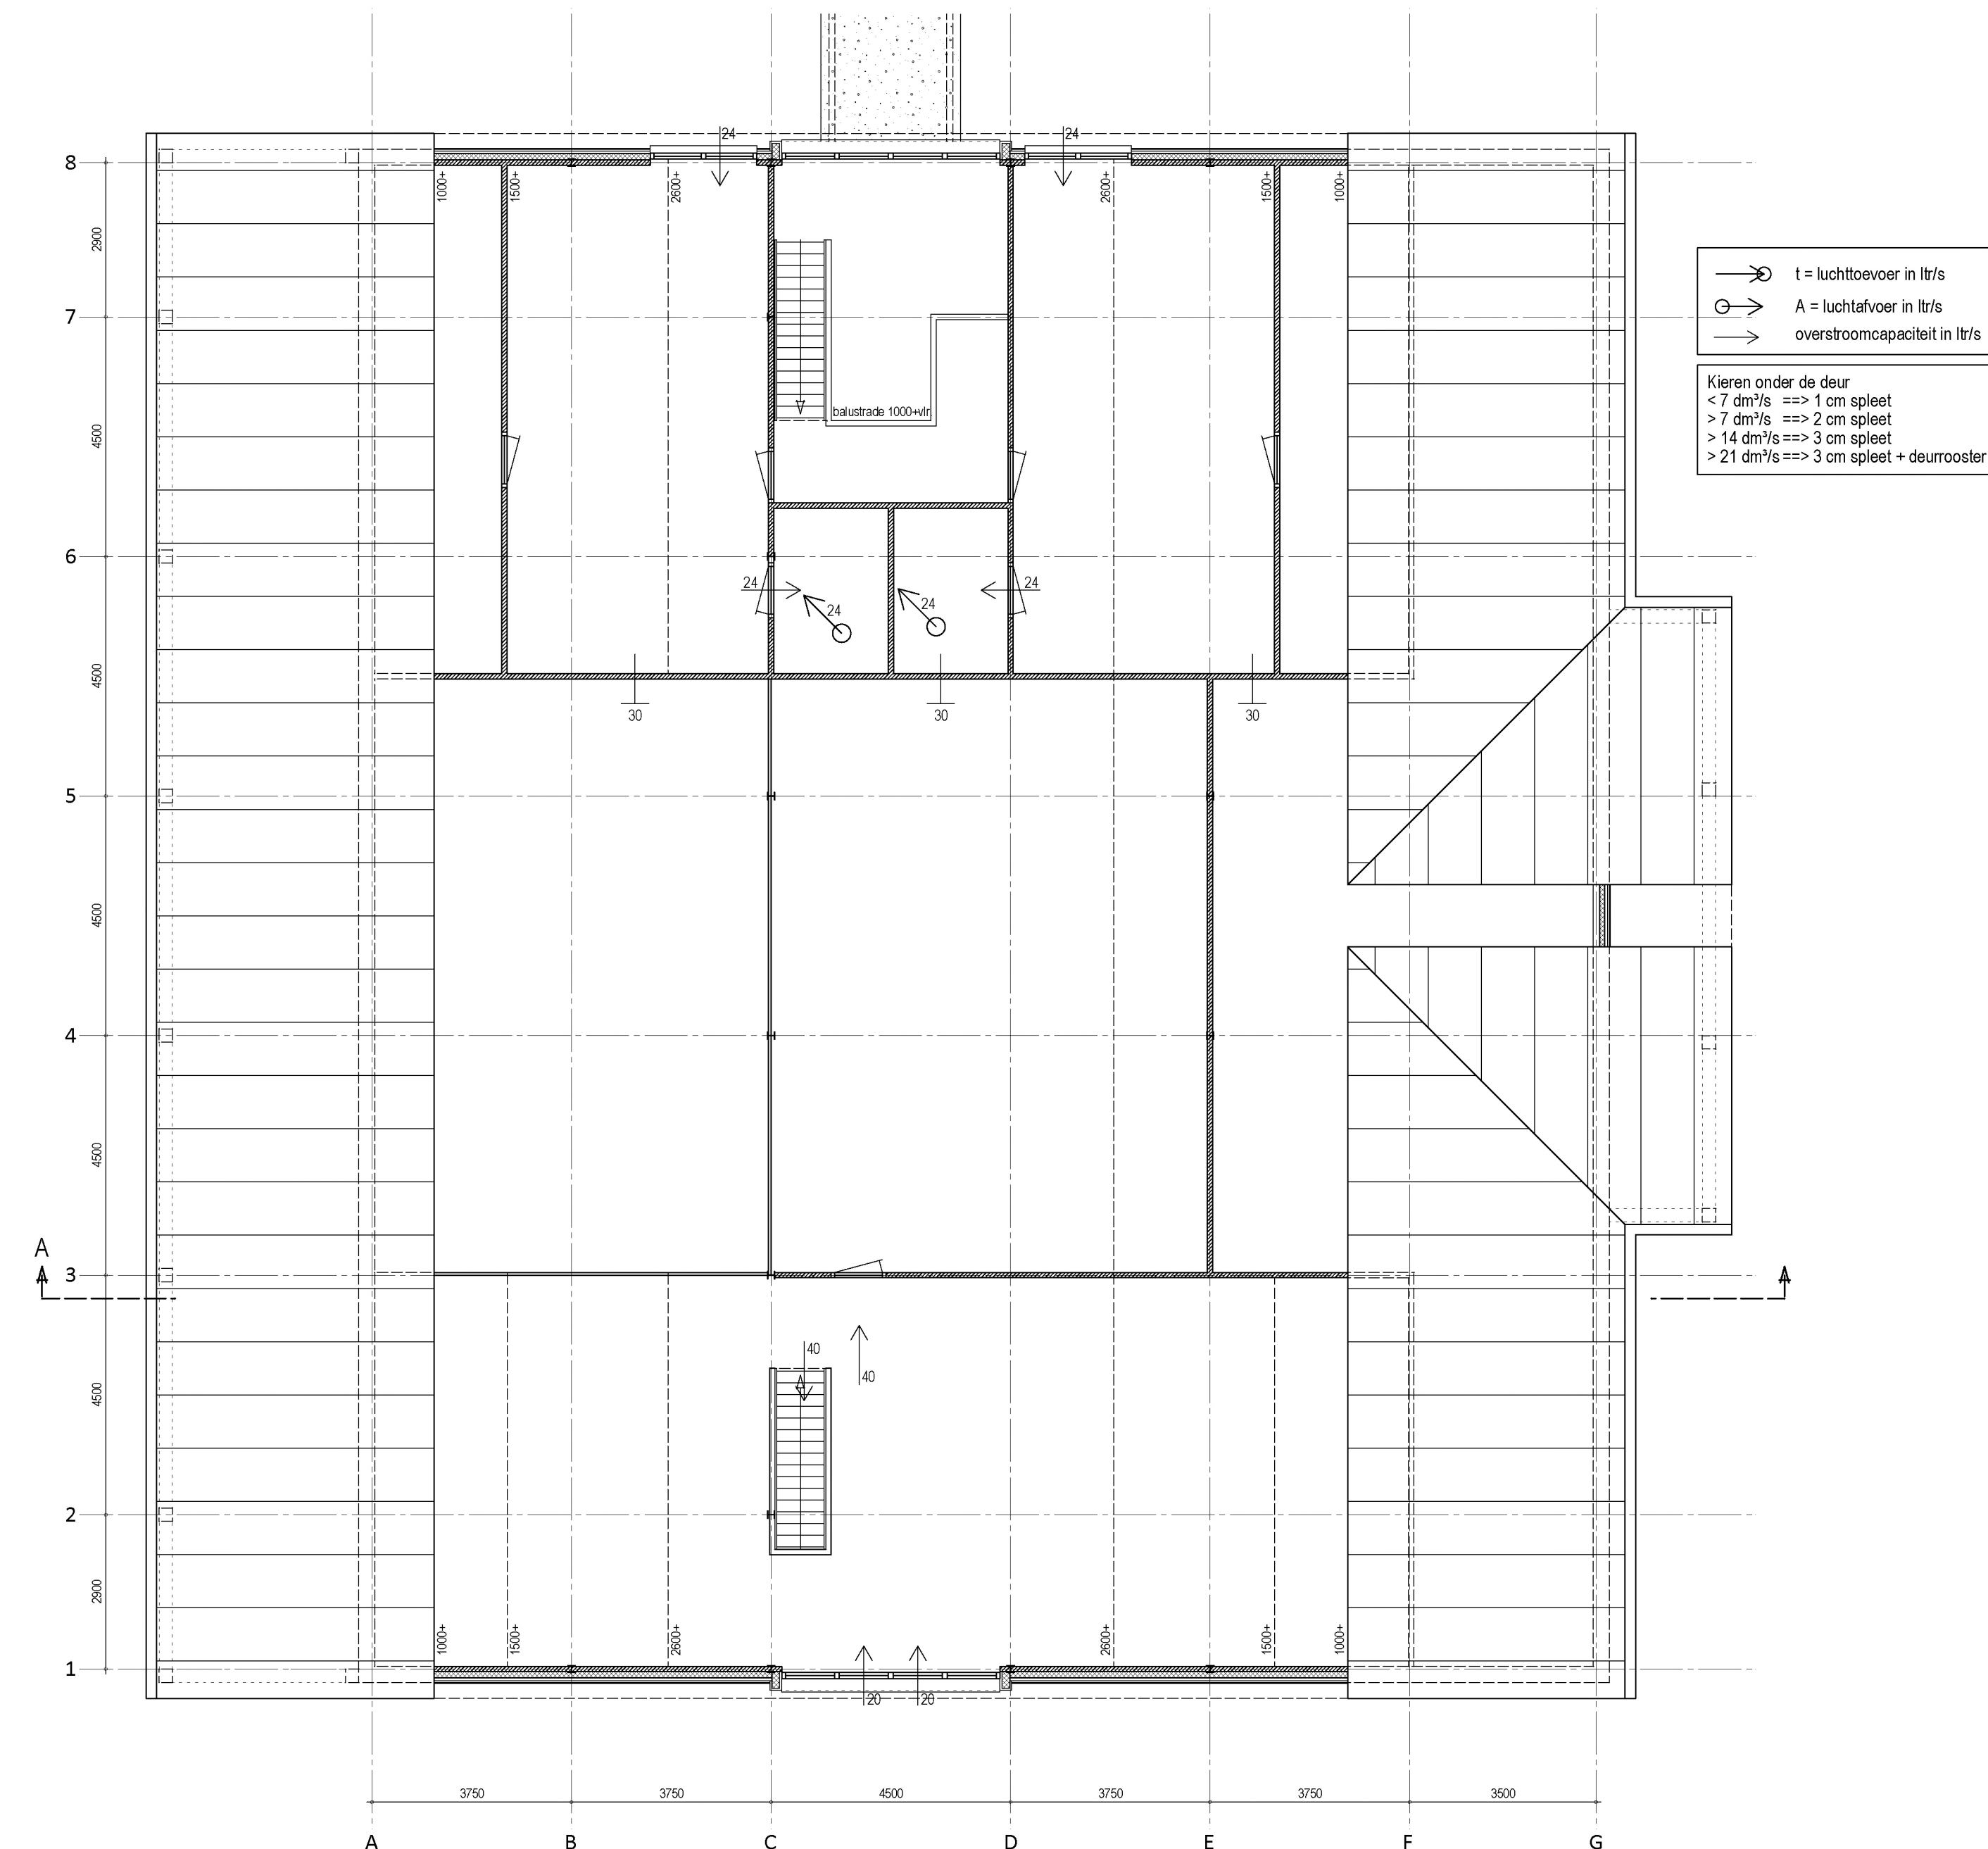 24
24
8
1000+
1500+
2600+
2600+
1500+
1000+
2900
t = luchttoevoer in ltr/s
A = luchtafvoer in ltr/s
overstroomcapaciteit in ltr/s
7
Kieren onder de deur
< 7 dm³/s ==> 1 cm spleet
> 7 dm³/s ==> 2 cm spleet
> 14 dm³/s ==> 3 cm spleet
> 21 dm³/s ==> 3 cm spleet + deurrooster
balustrade 1000+vlr.
4500
6
24
24
24
24
4500
30
30
30
5
4500
4
4500
A
3
A
A
40
40
4500
2
2900
1000+
1500+
2600+
2600+
1500+
1000+
1
20
20
3750
3750
4500
3750
3750
3500
A
B
C
D
E
F
G